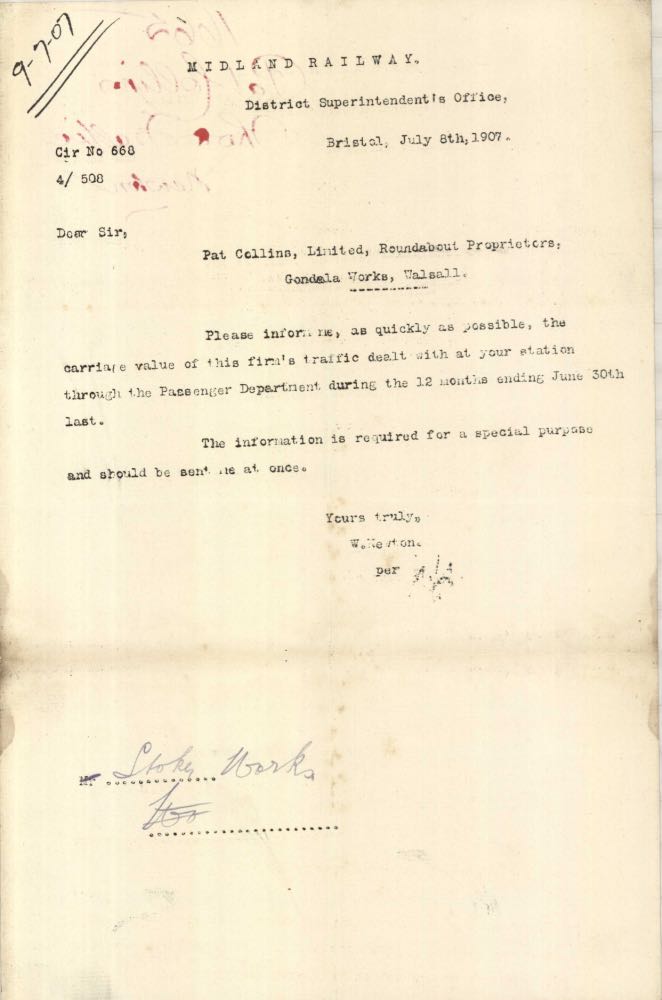 9-7-07
MIDLAND RAILWAY.
District Superintendent's Office,
Bristol, July 8th, 1907.
Cir No 668
4/ 508
Dear Sir,
Pat Collins, Limited, Roundabout Proprietors,
Gondola Works, Walsall.
Please inform me, as quickly as possible, the
carriage value of this firm's traffic dealt with at your station
through the Passenger Department during the 12 months ending June 30th
last.
The information is required for a special purpose
and should be sent me at once.
Yours truly,
W. Newton.
per
Mr Stoke Works